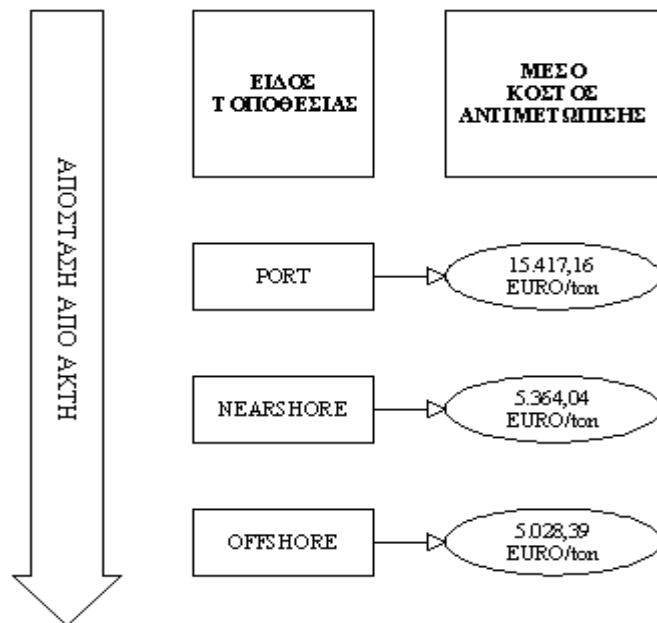 ΑΠΟΣΤΑΣΗ ΑΠΟ ΑΚΤΗ
ΕΙΔΟΣ
ΤΟΠΟΘΕΣΙΑΣ
ΜΕΣΟ
ΚΟΣΤΟΣ
ΑΝΤΙΜΕΤΩΠΙΣΗΣ
PORT
15.417,16
EURO/ton
NEARSHORE
5.364,04
EURO/ton
OFFSHORE
5.028,39
EURO/ton